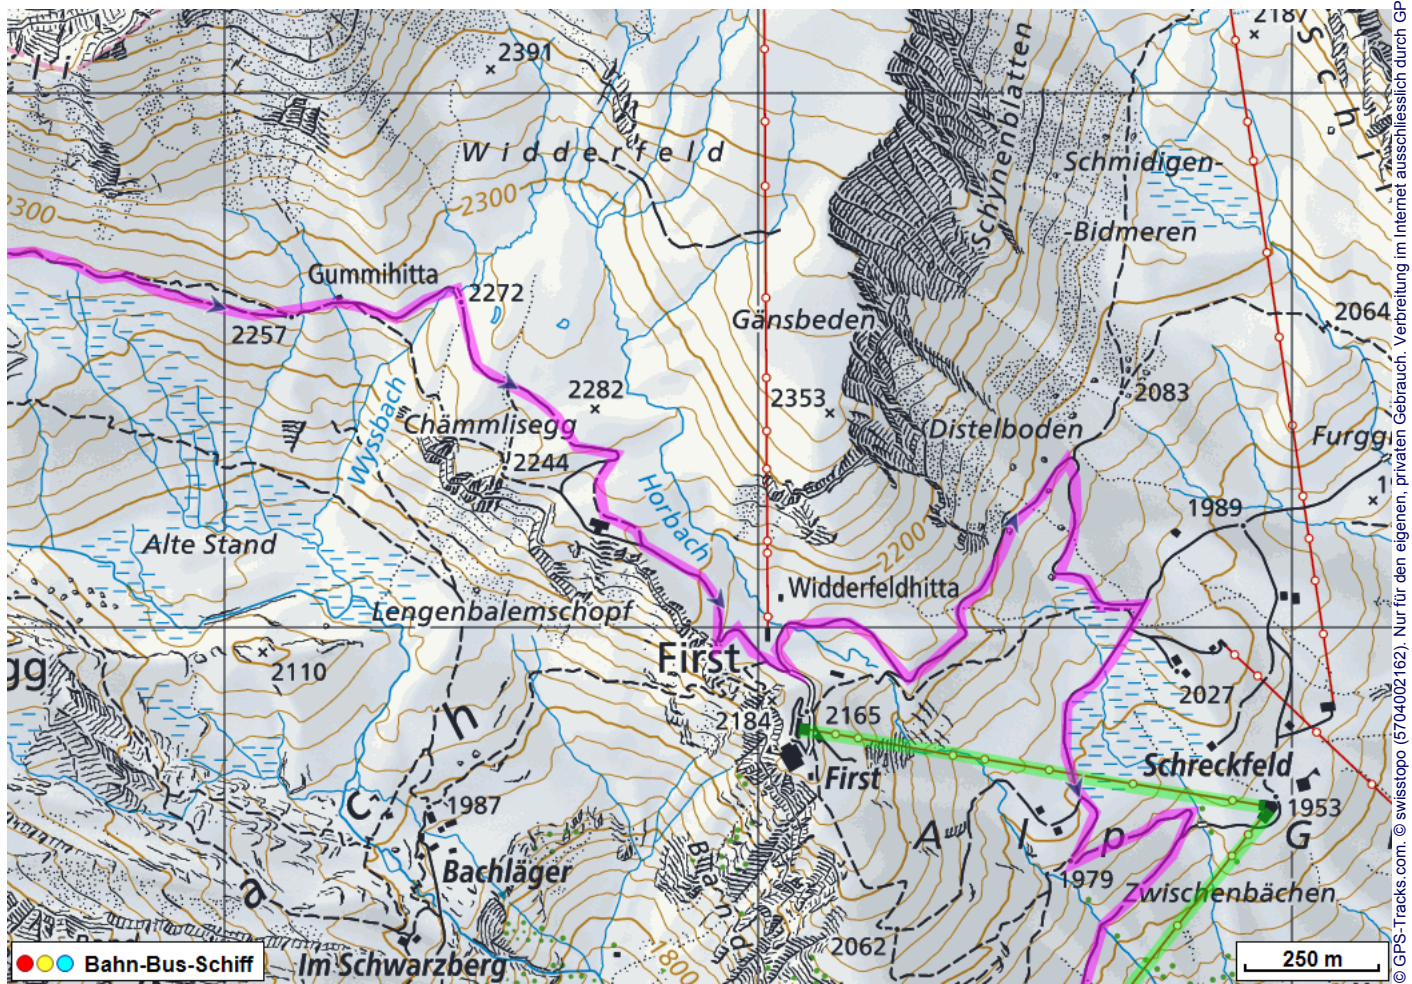 2187
2391
Schynenblatten
S c h l
l i
W i d d e r f e l d
Schmidigen-
Bidmeren
2300
2300
Gummihitta
2272
2257
Gänsbeden
2064
2282
2353
2083
Wyssbach
Chämmlisegg
Distelboden
Furggi
2244
Horbach
1989
Alte Stand
2200
Widderfeldhitta
Lengenbalemschopf
First
gg
2110
2027
h
2184
2165
First
Schreckfeld
c
1987
1953
A l p
G
Bachläger
a
1979
Zwischenbächen
2062
1800
Im Schwarzberg
Bahn-Bus-Schiff
250 m
© GPS-Tracks.com. © swisstopo (5704002162). Nur für den eigenen, privaten Gebrauch. Verbreitung im Internet ausschliesslich durch GP